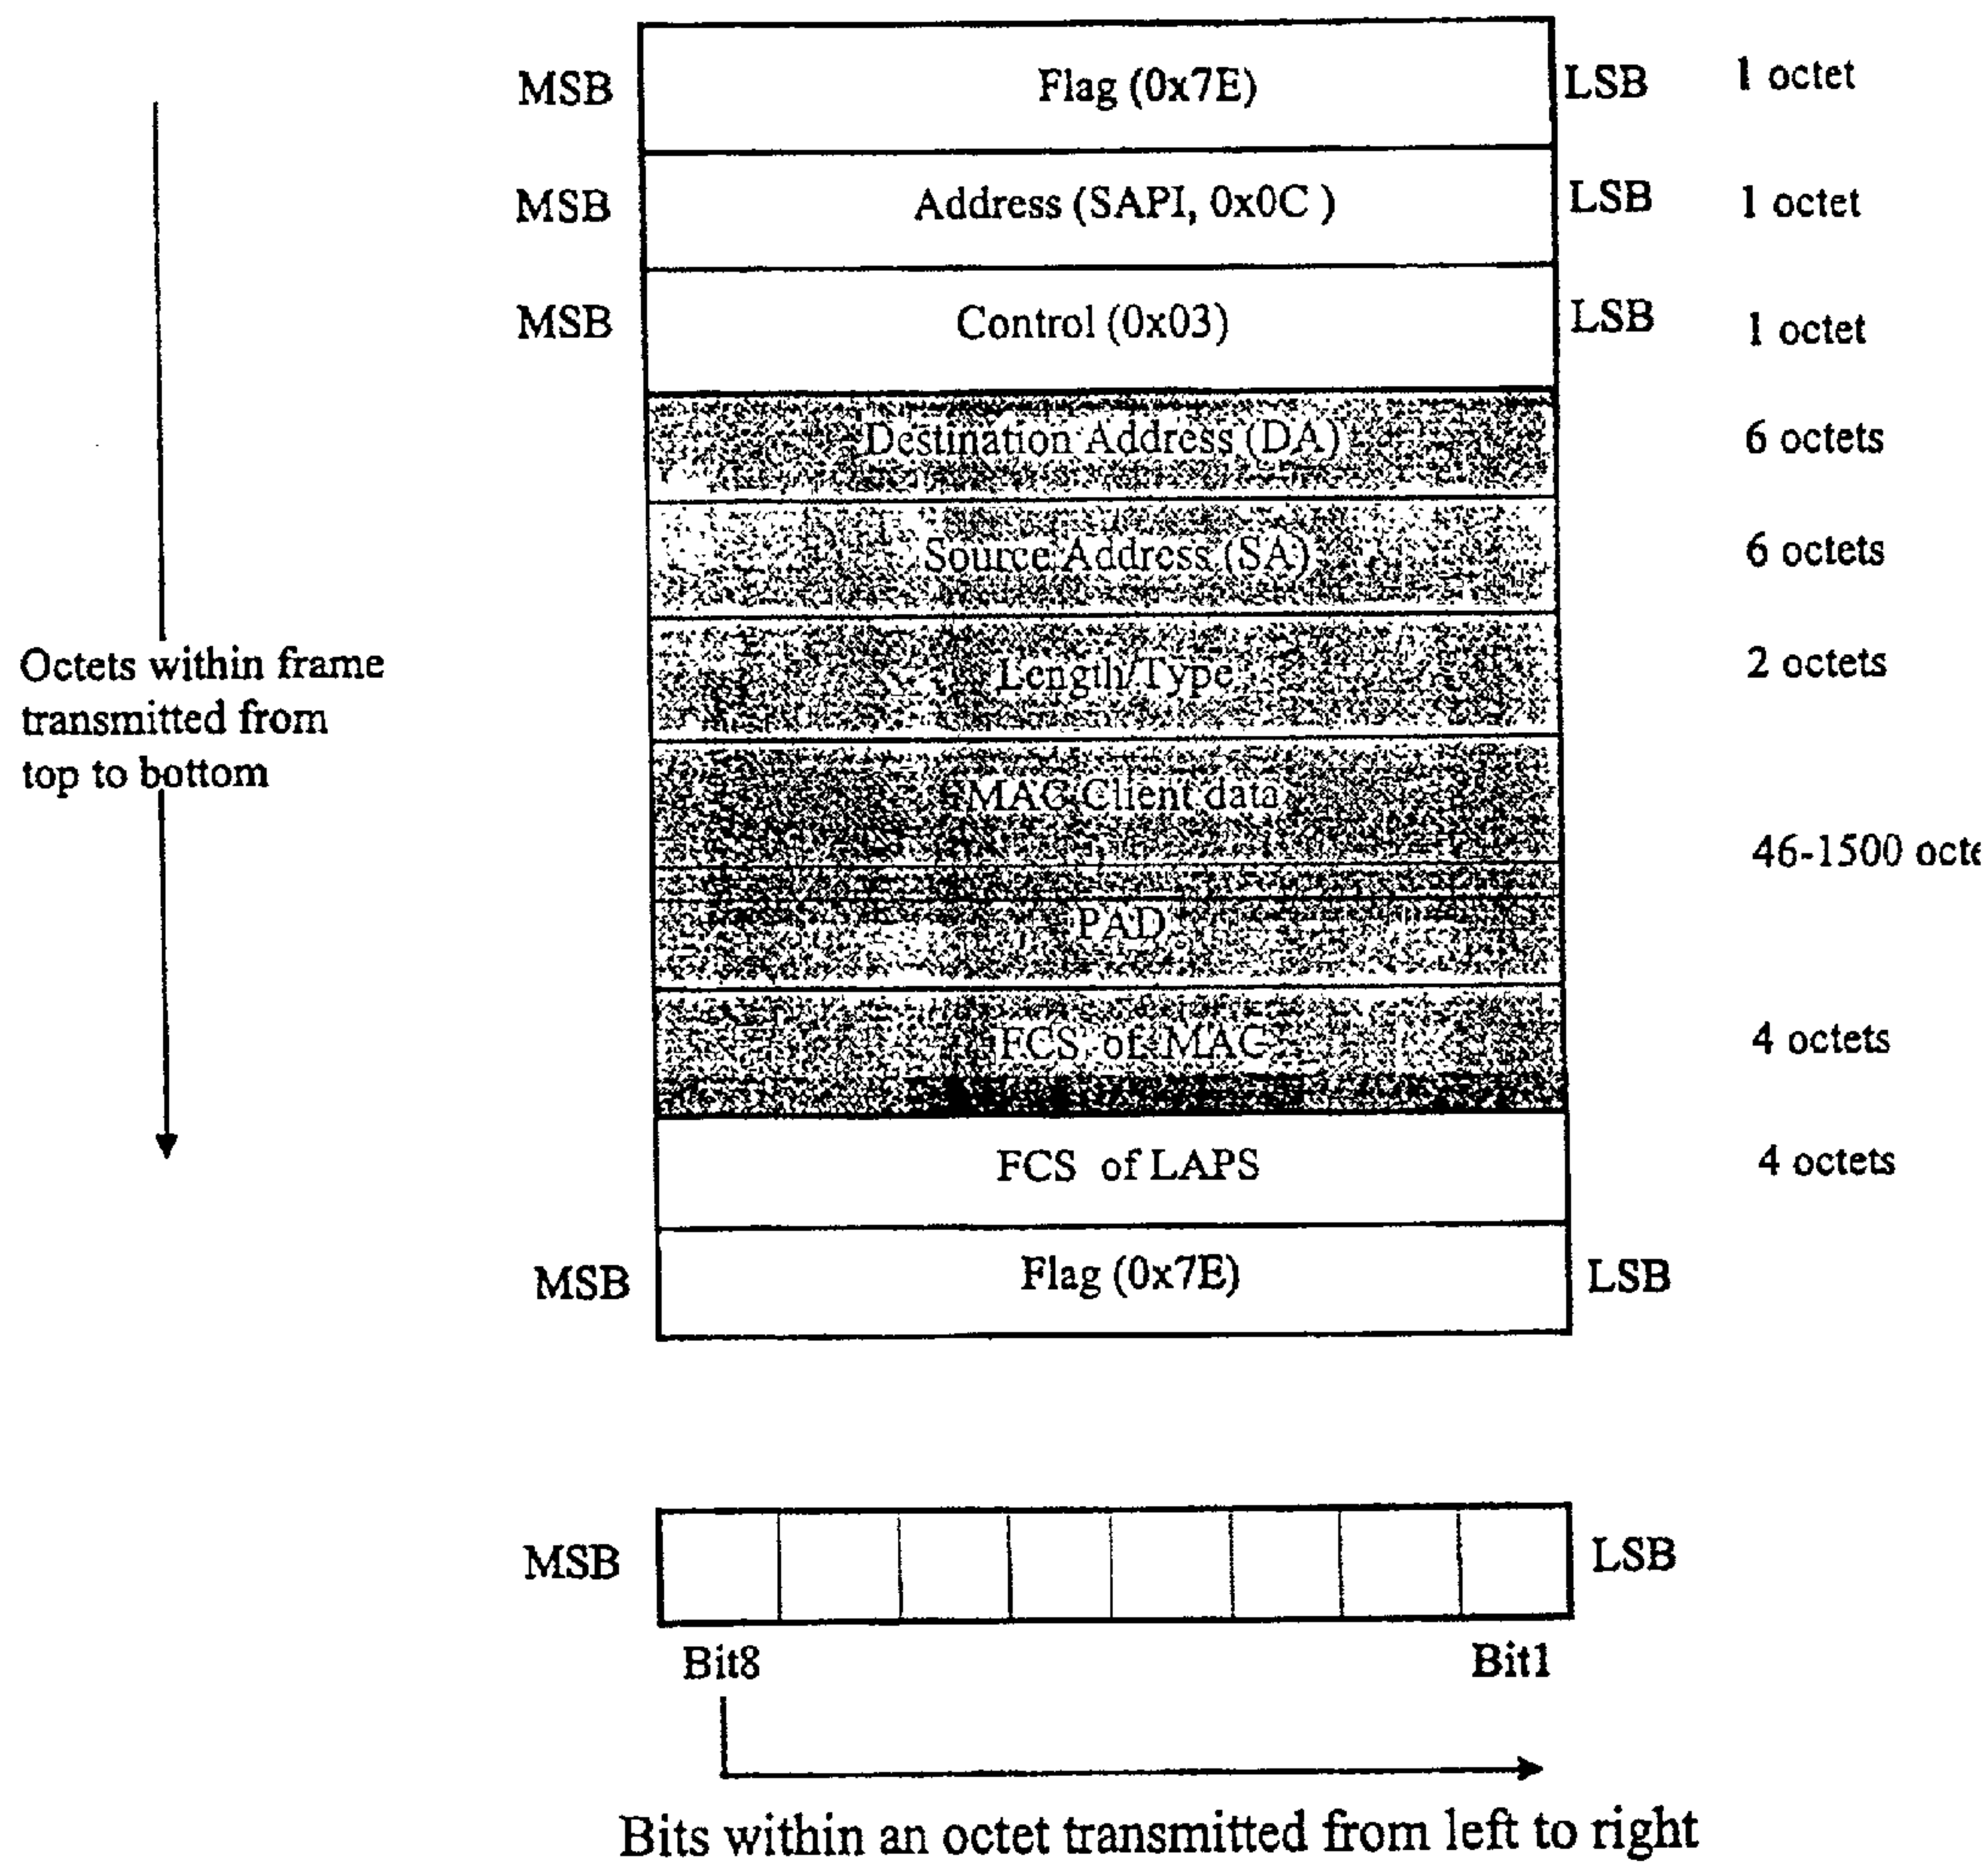 MSB Flag (0x7E) LSB 1 octet
MSB Address (SAPI, 0x0C ) LSB 1 octet
MSB Control (0x03) LSB 1 octet
Destination Address (DA) 6 octets
Source Address (SA) 6 octets
Length/Type 2 octets
Octets within frame
transmitted from
top to bottom
MAC Client data
46-1500 octe
PAD
FCS of MAC 4 octets
FCS of LAPS 4 octets
MSB Flag (0x7E) LSB
MSB LSB
Bit8 Bit1
Bits within an octet transmitted from left to right